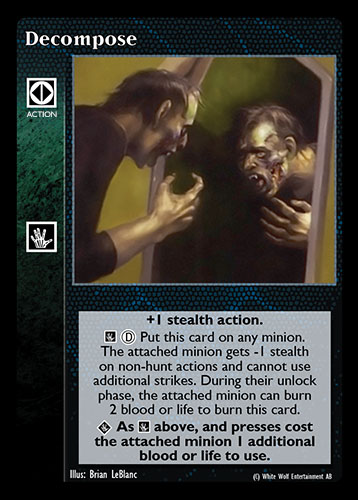 Decompose
ACTION
+1 stealth action.
D Put this card on any minion.
The attached minion gets -1 stealth
on non-hunt actions and cannot use
additional strikes. During their unlock
phase, the attached minion can burn
2 blood or life to burn this card.
As above, and presses cost
the attached minion 1 additional
blood or life to use.
Illus: Brian LeBlanc
(C) White Wolf Entertainment AB